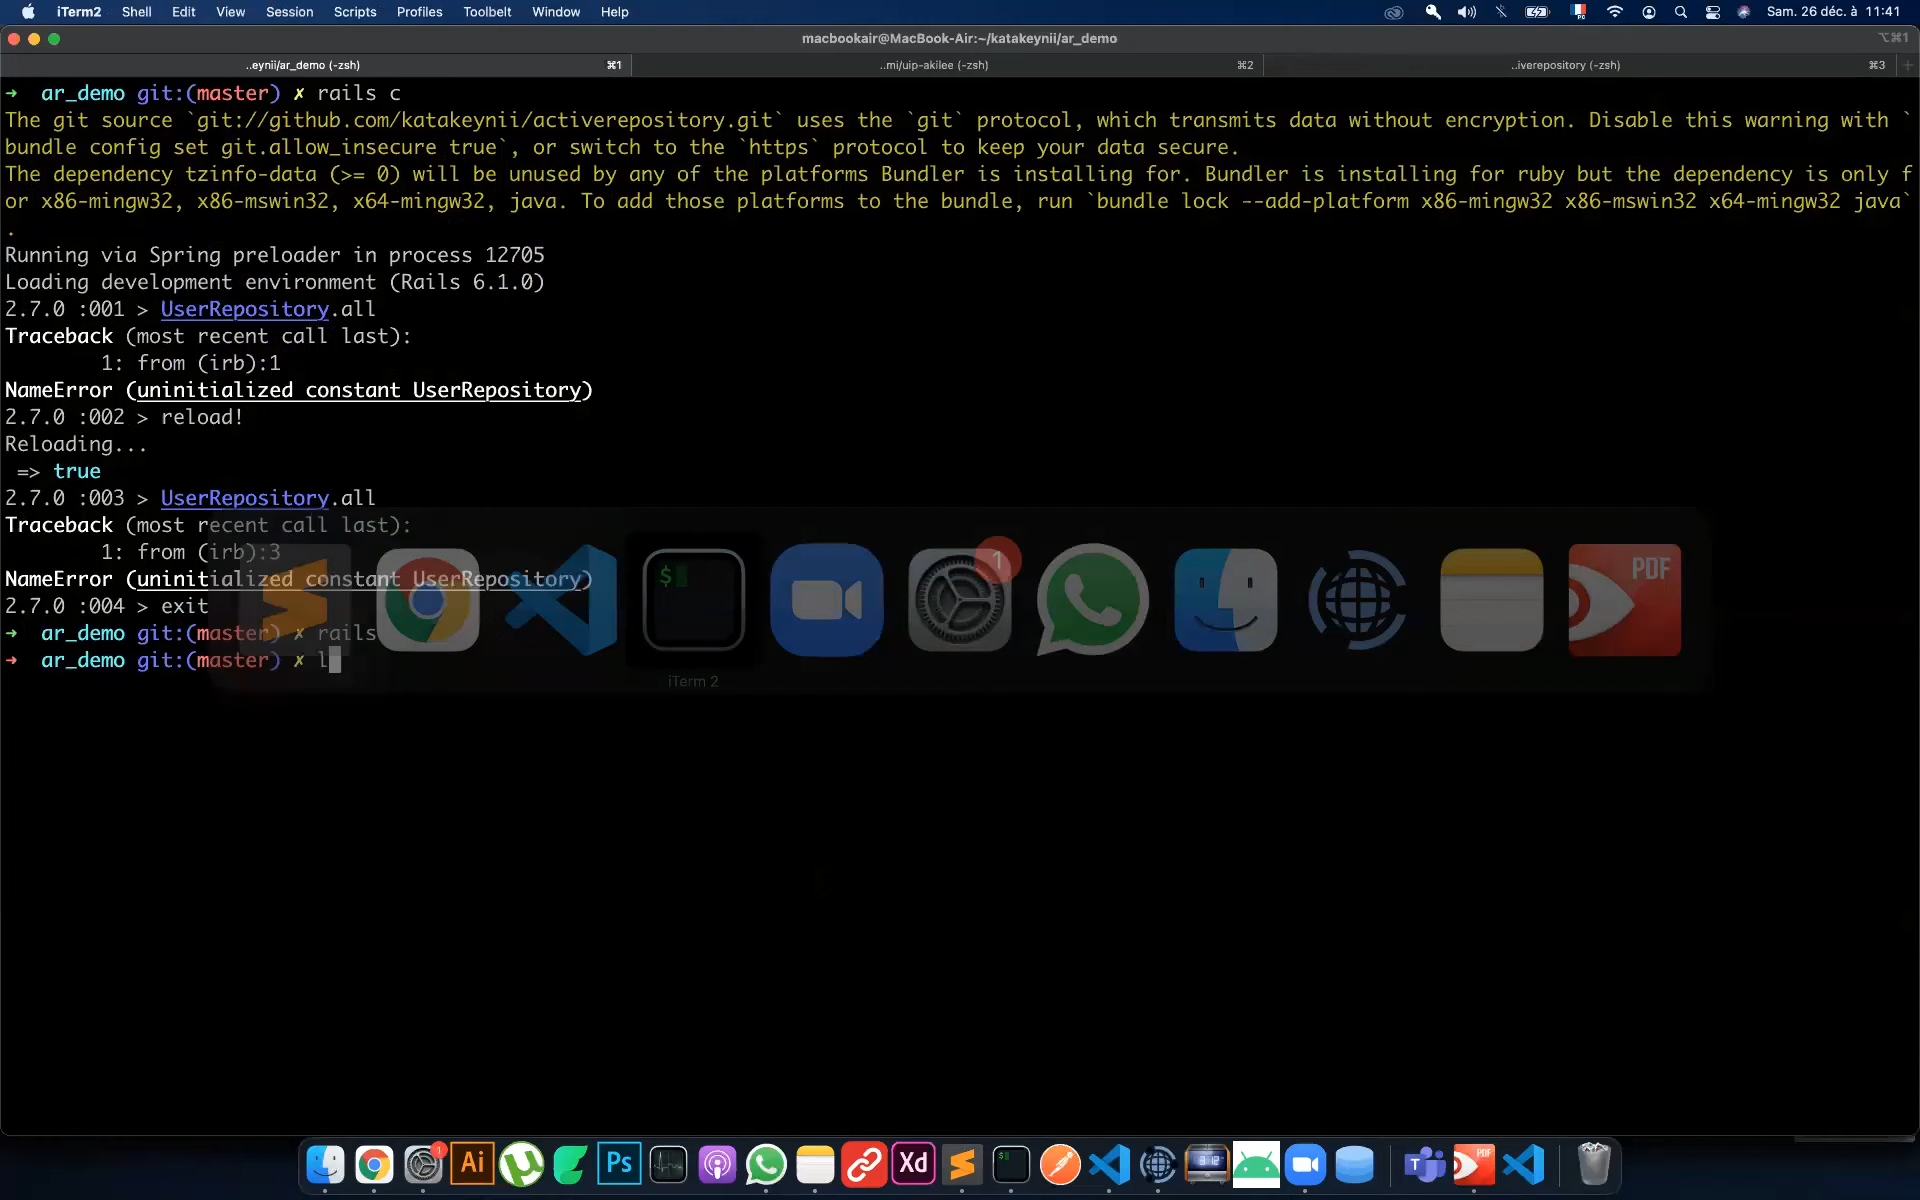 iTerm2 Shell Edit View Session Scripts Profiles Toolbelt Window Help Sam. 26 déc. à 11:41
macbookair@MacBook-Air:~/katakeynii/ar_demo ⌥⌘1
..eynii/ar_demo (-zsh) ⌘1 ..mi/uip-akilee (-zsh) ⌘2 ..iverepository (-zsh) ⌘3 +
→ ar_demo git:(master) ✗ rails c
The git source `git://github.com/katakeynii/activerepository.git` uses the `git` protocol, which transmits data without encryption. Disable this warning with `
bundle config set git.allow_insecure true`, or switch to the `https` protocol to keep your data secure.
The dependency tzinfo-data (>= 0) will be unused by any of the platforms Bundler is installing for. Bundler is installing for ruby but the dependency is only f
or x86-mingw32, x86-mswin32, x64-mingw32, java. To add those platforms to the bundle, run `bundle lock --add-platform x86-mingw32 x86-mswin32 x64-mingw32 java`
.
Running via Spring preloader in process 12705
Loading development environment (Rails 6.1.0)
2.7.0 :001 > UserRepository.all
Traceback (most recent call last):
1: from (irb):1
NameError (uninitialized constant UserRepository)
2.7.0 :002 > reload!
Reloading...
=> true
2.7.0 :003 > UserRepository.all
Traceback (most recent call last):
1: from (irb):3
NameError (uninitialized constant UserRepository)
2.7.0 :004 > exit
→ ar_demo git:(master) ✗ rails
→ ar_demo git:(master) ✗ l
$
1
PDF
iTerm 2
1
Ai
Ps
Xd
$
T
PDF